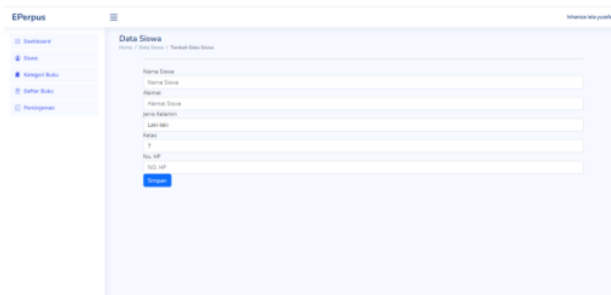 EPerpus
Dashboard
Siswa
Kategori Buku
Daftar Buku
Peminjaman
Data Siswa
Home / Data Siswa / Tambah Data Siswa
Nama Siswa
Nama Siswa
Alamat
Alamat Siswa
Jenis Kelamin
Laki-laki
Kelas
7
No. HP
NO. HP
Simpan